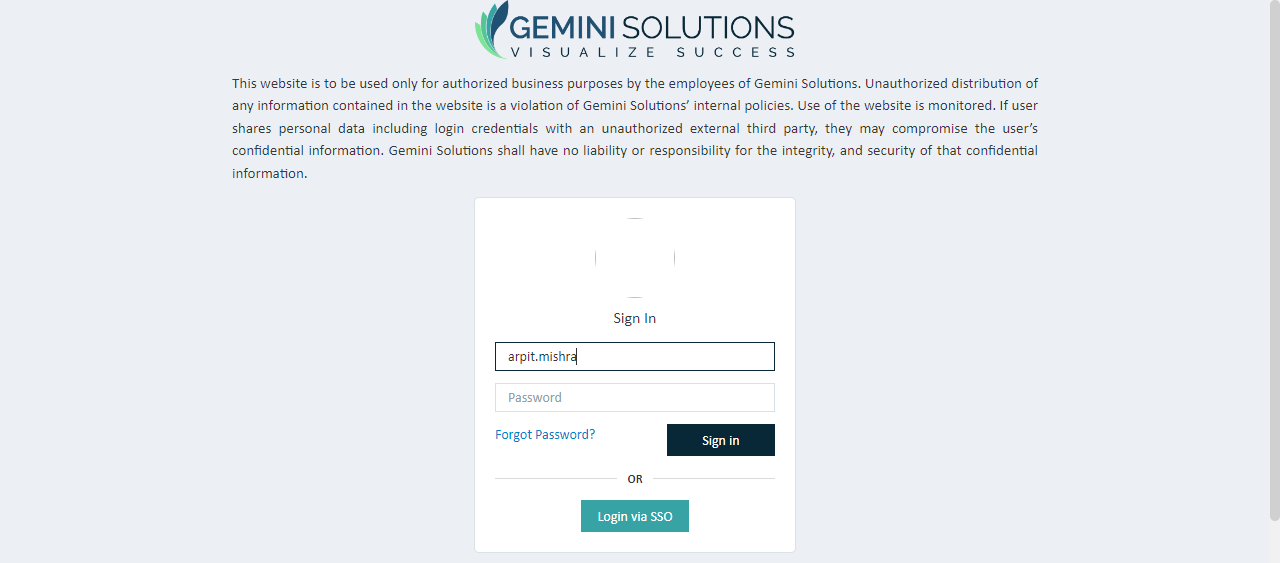 GEMINI SOLUTIONS
VISUALIZE SUCCESS
This website is to be used only for authorized business purposes by the employees of Gemini Solutions. Unauthorized distribution of
any information contained in the website is a violation of Gemini Solutions’ internal policies. Use of the website is monitored. If user
shares personal data including login credentials with an unauthorized external third party, they may compromise the user’s
confidential information. Gemini Solutions shall have no liability or responsibility for the integrity, and security of that confidential
information.
Sign In
arpit.mishra
Password
Forgot Password?
Sign in
OR
Login via SSO